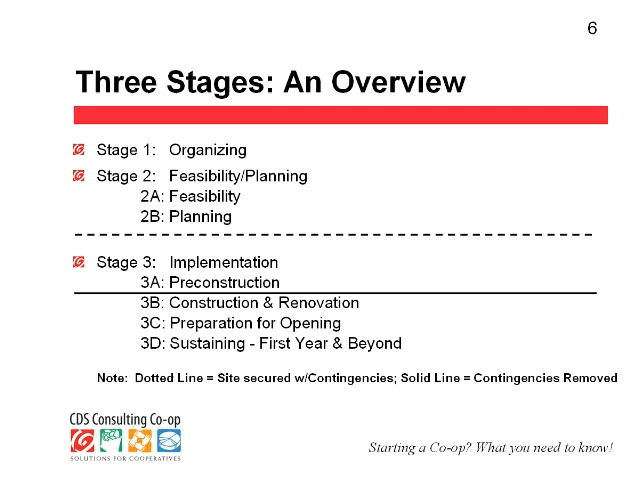 6
Three Stages: An Overview
Stage 1: Organizing
Stage 2: Feasibility/Planning
2A: Feasibility
2B: Planning
Stage 3: Implementation
3A: Preconstruction
3B: Construction & Renovation
3C: Preparation for Opening
3D: Sustaining - First Year & Beyond
Note: Dotted Line = Site secured w/Contingencies; Solid Line = Contingencies Removed
CDS Consulting Co-op
SOLUTIONS FOR COOPERATIVES
Starting a Co-op? What you need to know!